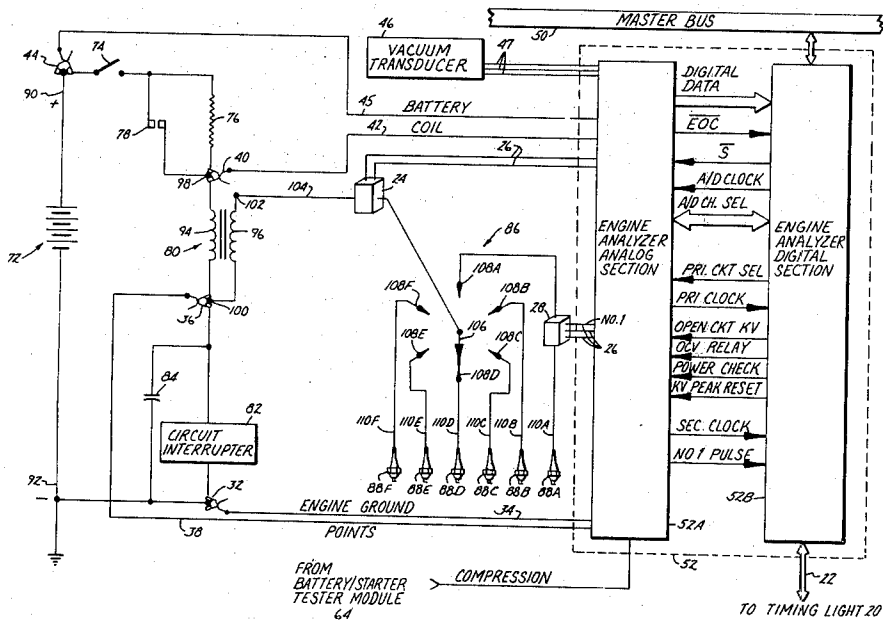 MASTER BUS
50
46
VACUUM
TRANSDUCER
47
44
74
90
+
BATTERY
45
COIL
42
76
78
40
98
26
104
24
102
94
80
96
72
86
36
100
108A
108B
108C
108D
108E
108F
106
28
NO.1
26
84
82
CIRCUIT
INTERRUPTER
110F
110E
110D
110C
110B
110A
88F
88E
88D
88C
88B
88A
92
−
32
ENGINE GROUND
34
38
POINTS
FROM
BATTERY/STARTER
TESTER MODULE
64
COMPRESSION
ENGINE
ANALYZER
ANALOG
SECTION
52A
DIGITAL
DATA
EOC
S
A/D CLOCK
A/D CH. SEL
PRI. CKT SEL
PRI. CLOCK
OPEN CKT KV
OCV RELAY
POWER CHECK
KV PEAK RESET
SEC. CLOCK
NO.1 PULSE
ENGINE
ANALYZER
DIGITAL
SECTION
52B
52
22
TO TIMING LIGHT 20